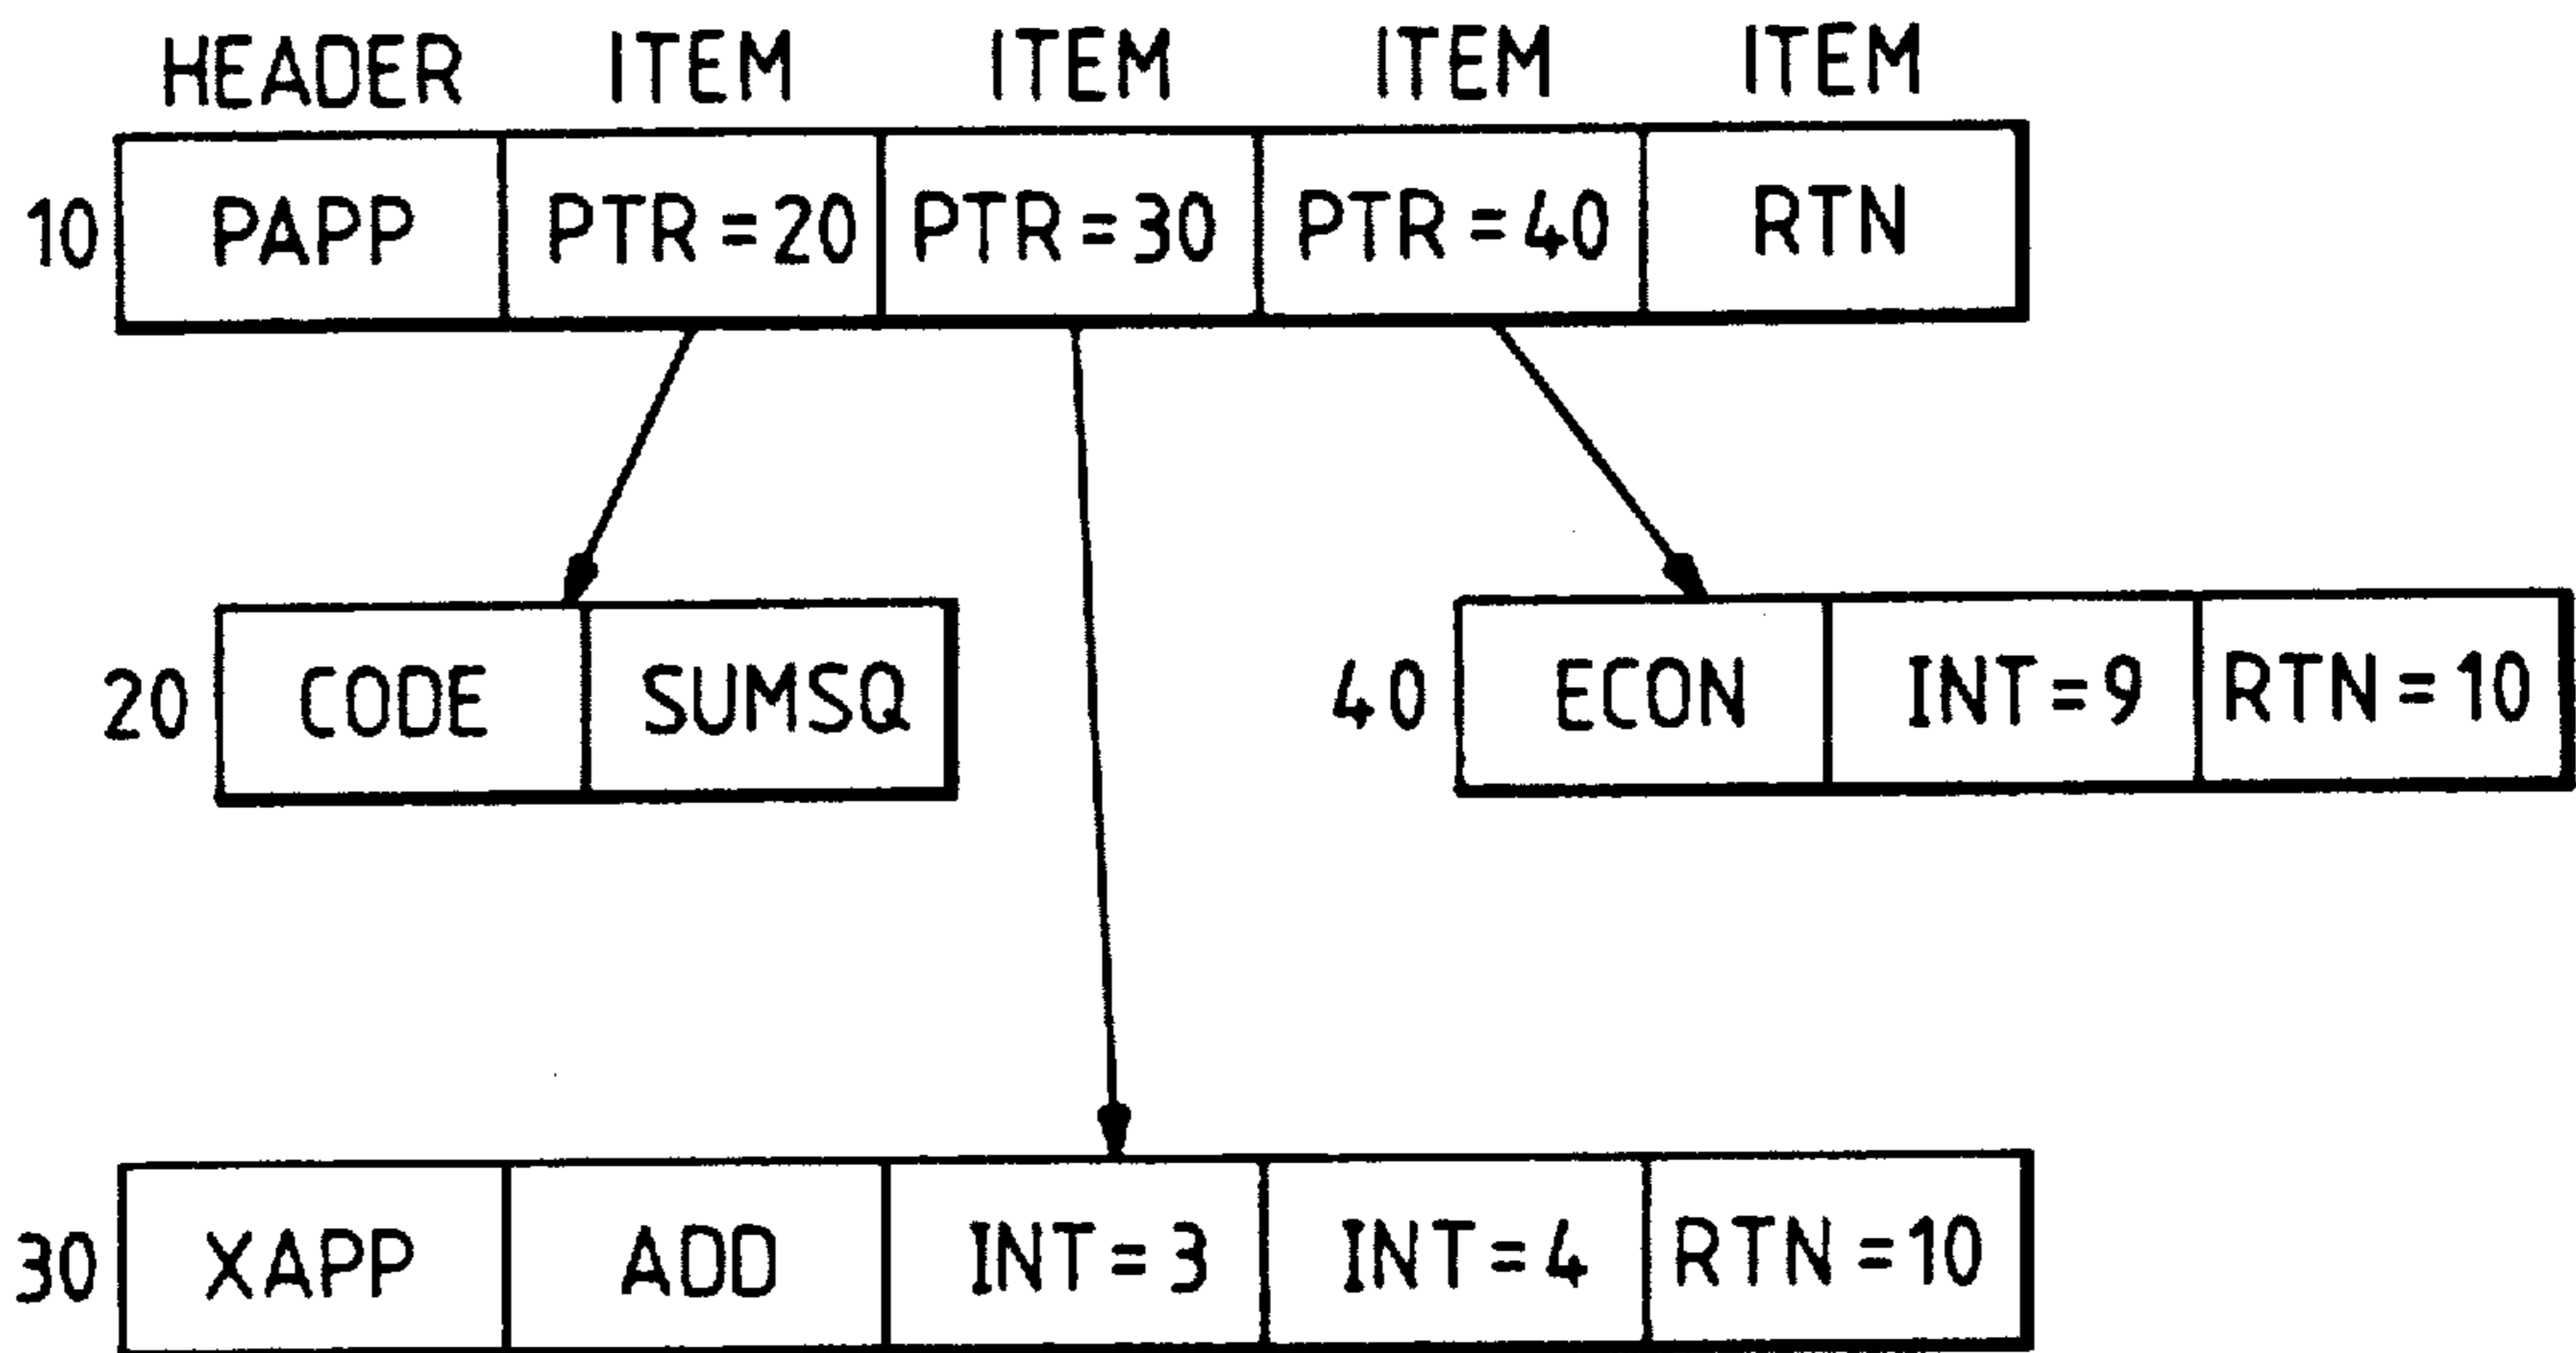 HEADER ITEM ITEM ITEM ITEM
10 PAPP PTR = 20 PTR = 30 PTR = 40 RTN
20 CODE SUMSQ 40 ECON INT = 9 RTN = 10
30 XAPP ADD INT = 3 INT = 4 RTN = 10